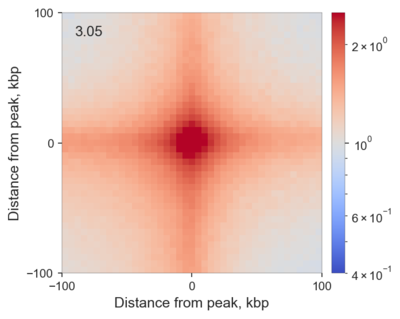 100
3.05
0
−100
−100
0
100
Distance from peak, kbp
Distance from peak, kbp
2 × 10⁰
10⁰
6 × 10⁻¹
4 × 10⁻¹